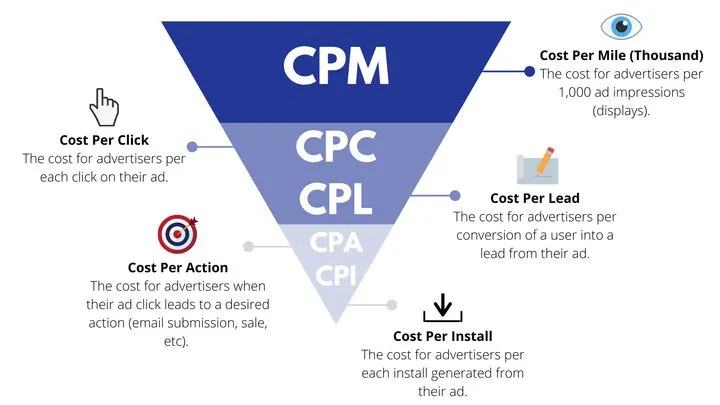 CPM
Cost Per Mile (Thousand)
The cost for advertisers per
1,000 ad impressions
(displays).
Cost Per Click
The cost for advertisers per
each click on their ad.
CPC
CPL
Cost Per Lead
The cost for advertisers per
conversion of a user into a
lead from their ad.
CPA
CPI
Cost Per Action
The cost for advertisers when
their ad click leads to a desired
action (email submission, sale,
etc).
Cost Per Install
The cost for advertisers per
each install generated from
their ad.